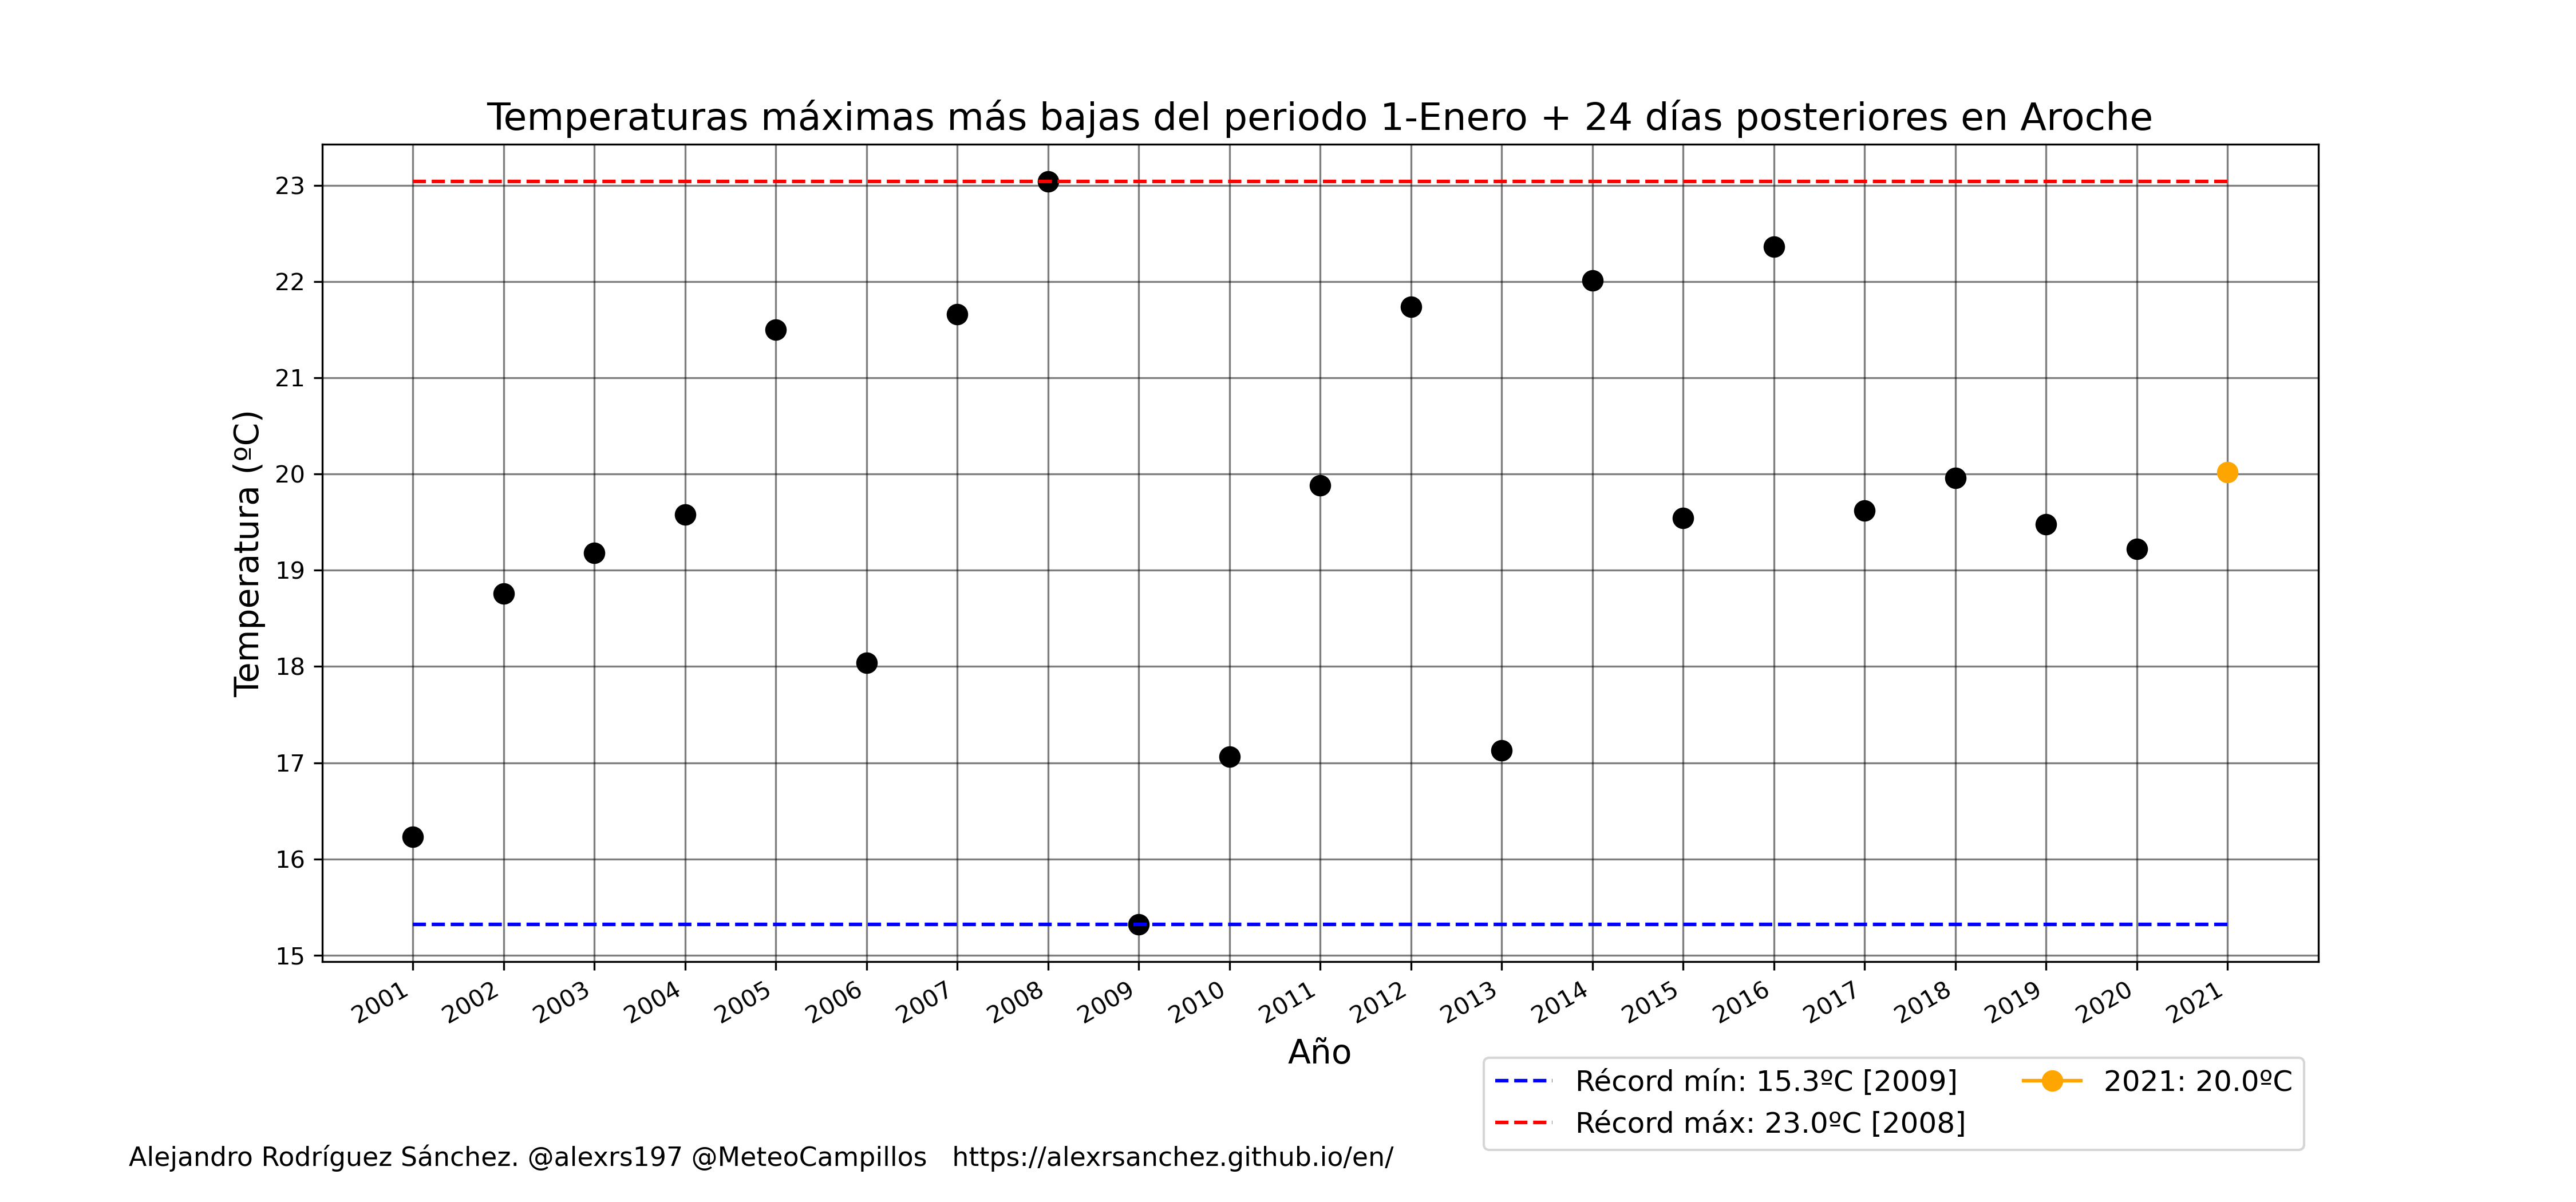 Temperaturas máximas más bajas del periodo 1-Enero + 24 días posteriores en Aroche
Temperatura (ºC)
23
22
21
20
19
18
17
16
15
2001 2002 2003 2004 2005 2006 2007 2008 2009 2010 2011 2012 2013 2014 2015 2016 2017 2018 2019 2020 2021
Año
Récord mín: 15.3ºC [2009]
Récord máx: 23.0ºC [2008]
2021: 20.0ºC
Alejandro Rodríguez Sánchez. @alexrs197 @MeteoCampillos https://alexrsanchez.github.io/en/